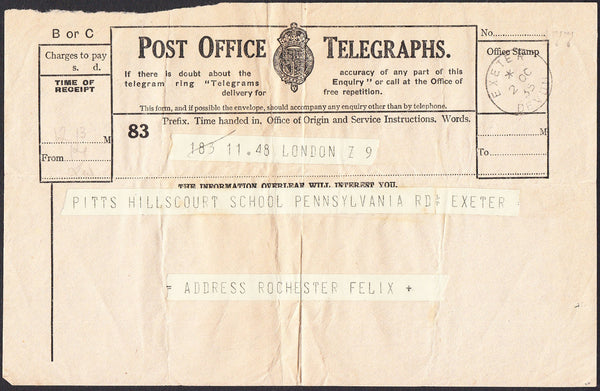 B or C
Charges to pay
s. d.
TIME OF
RECEIPT
M
From
POST OFFICE TELEGRAPHS.
If there is doubt about the accuracy of any part of this
telegram ring "Telegrams Enquiry" or call at the Office of
delivery for free repetition.
This form, and if possible the envelope, should accompany any enquiry other than by telephone.
No.
Office Stamp
EXETER
* OC
2
DEVON
M
To
83
Prefix. Time handed in. Office of Origin and Service Instructions. Words.
183 11.48 LONDON Z 9
THE INFORMATION OVERLEAF WILL INTEREST YOU.
PITTS HILLSCOURT SCHOOL PENNSYLVANIA RD= EXETER
= ADDRESS ROCHESTER FELIX +